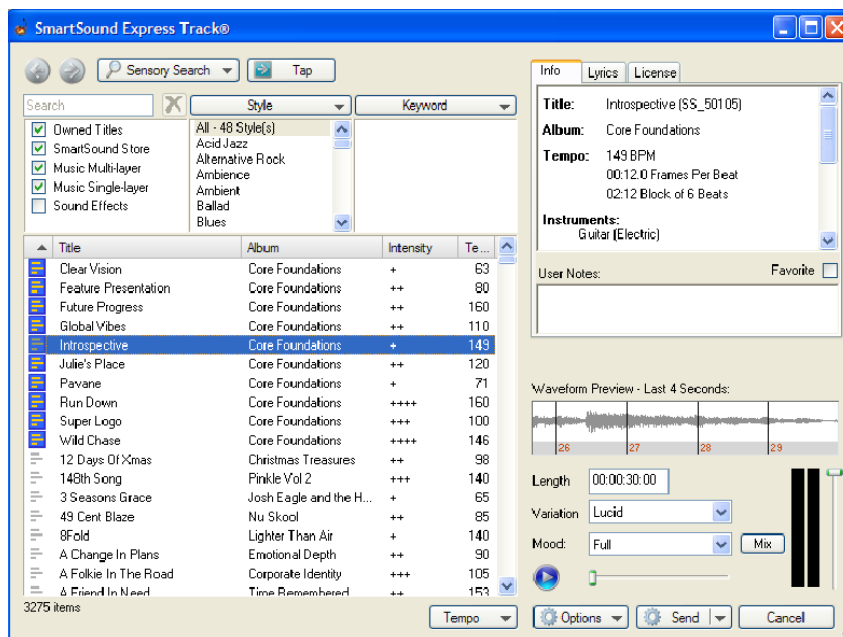 SmartSound Express Track®
Sensory Search
Tap
Search
Style
Keyword
Owned Titles
SmartSound Store
Music Multi-layer
Music Single-layer
Sound Effects
All - 48 Style(s)
Acid Jazz
Alternative Rock
Ambience
Ambient
Ballad
Blues
Title Album Intensity Te...
Clear Vision Core Foundations + 63
Feature Presentation Core Foundations ++ 80
Future Progress Core Foundations ++ 160
Global Vibes Core Foundations ++ 110
Introspective Core Foundations + 149
Julie's Place Core Foundations ++ 120
Pavane Core Foundations + 71
Run Down Core Foundations ++++ 160
Super Logo Core Foundations +++ 100
Wild Chase Core Foundations ++++ 146
12 Days Of Xmas Christmas Treasures ++ 98
148th Song Pinkle Vol 2 +++ 140
3 Seasons Grace Josh Eagle and the H... + 65
49 Cent Blaze Nu Skool ++ 85
8Fold Lighter Than Air + 140
A Change In Plans Emotional Depth ++ 90
A Folkie In The Road Corporate Identity +++ 105
A Friend In Need Time Remembered ++ 153
3275 items
Tempo
Info Lyrics License
Title: Introspective (SS_50105)
Album: Core Foundations
Tempo: 149 BPM
00:12.0 Frames Per Beat
02:12 Block of 6 Beats
Instruments:
Guitar (Electric)
User Notes: Favorite
Waveform Preview - Last 4 Seconds:
26 27 28 29
Length 00:00:30:00
Variation Lucid
Mood: Full Mix
Options Send Cancel